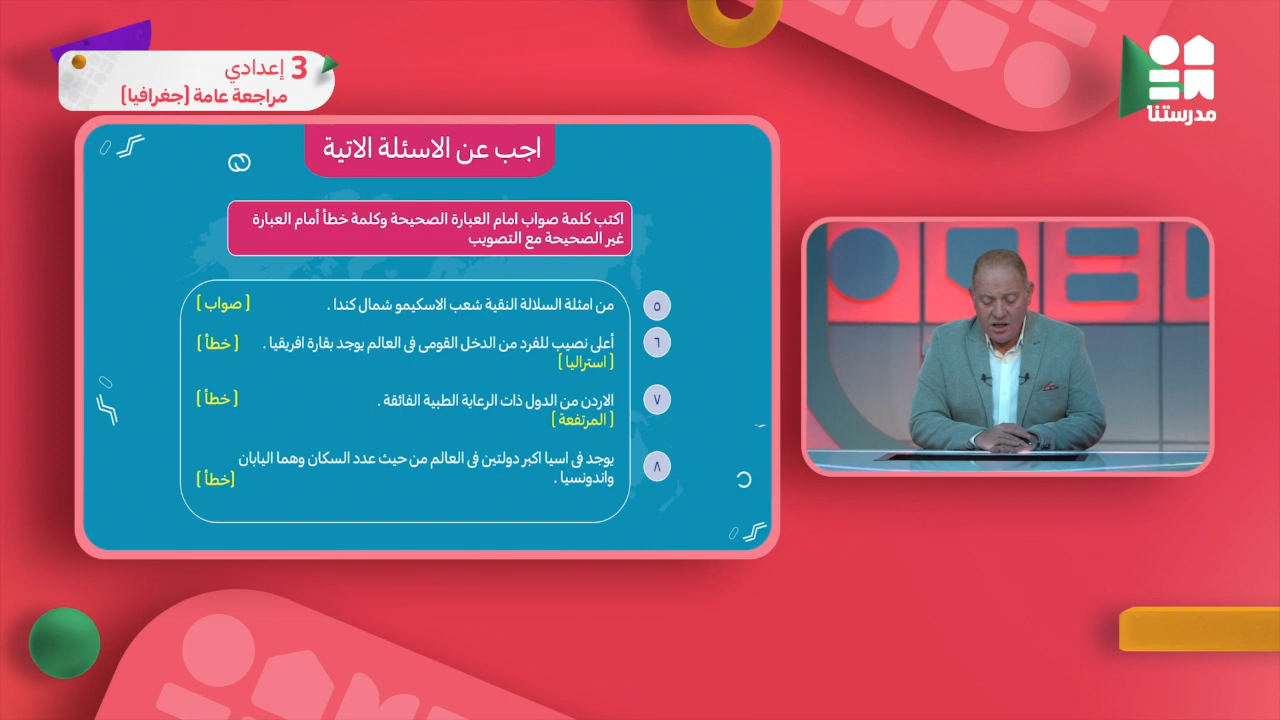 3 إعدادي
مراجعة عامة (جغرافيا)
مدرستنا
اجب عن الاسئلة الاتية
اكتب كلمة صواب امام العبارة الصحيحة وكلمة خطأ أمام العبارة
غير الصحيحة مع التصويب
٥ من امثلة السلالة النقية شعب الاسكيمو شمال كندا . ( صواب )
٦ أعلى نصيب للفرد من الدخل القومى فى العالم يوجد بقارة افريقيا . ( خطأ )
( استراليا )
٧ الاردن من الدول ذات الرعاية الطبية الفائقة . ( خطأ )
( المرتفعة )
٨ يوجد فى اسيا اكبر دولتين فى العالم من حيث عدد السكان وهما اليابان
واندونسيا . (خطأ )